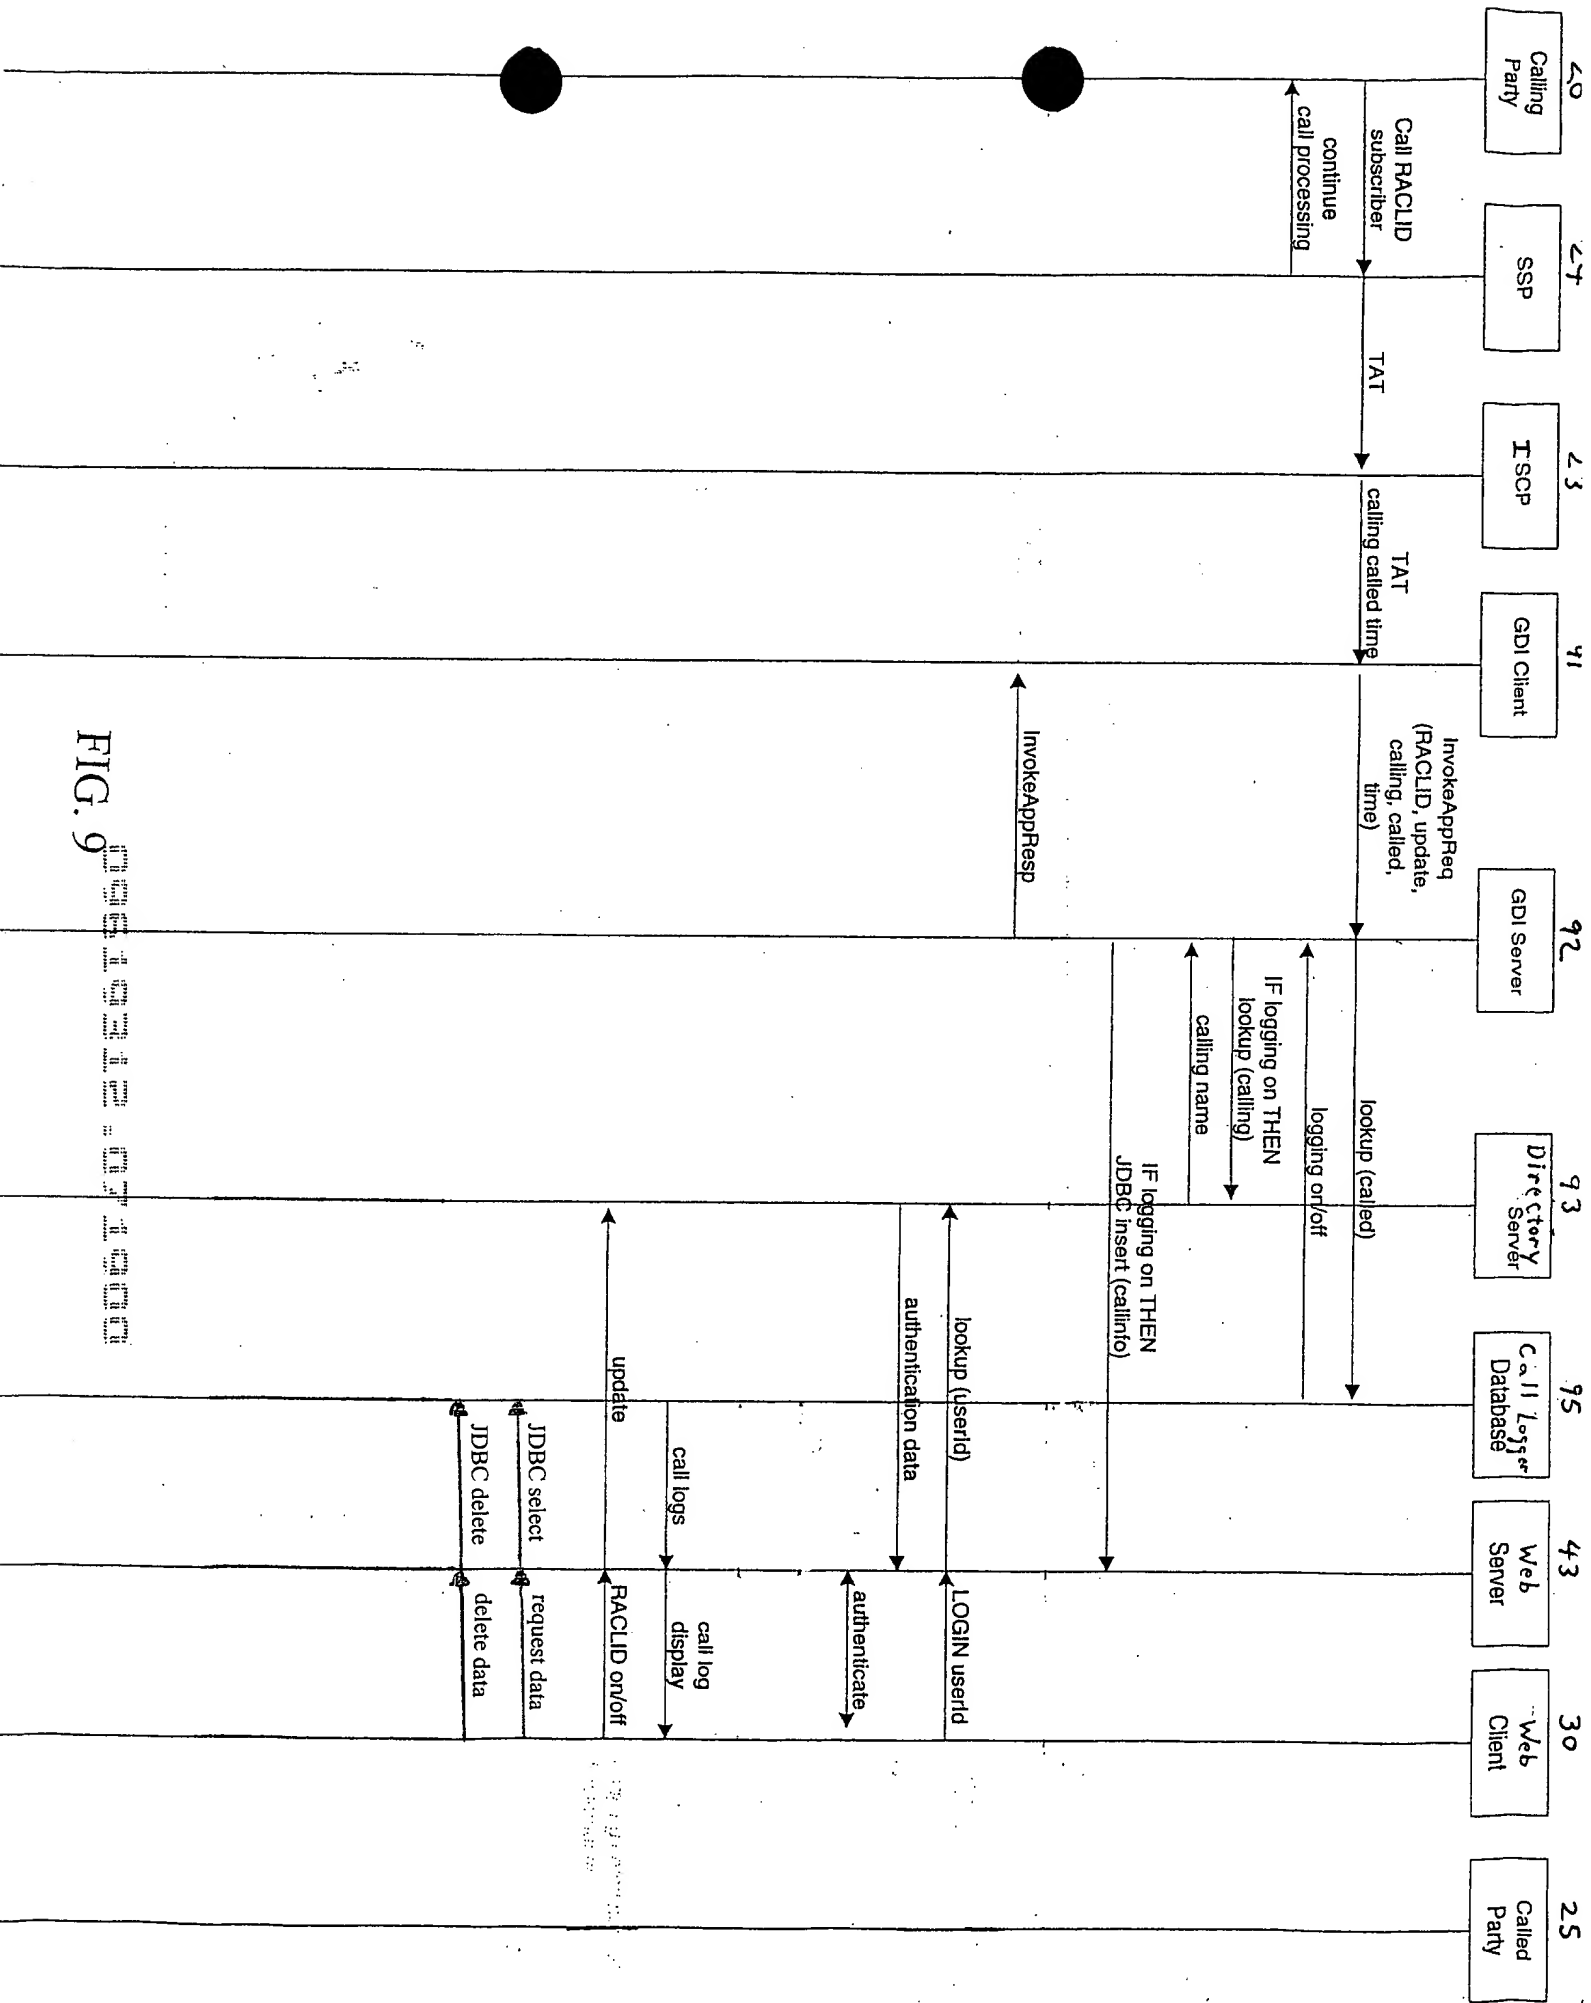 20
Calling
Party
24
SSP
23
ISCP
91
GDI Client
92
GDI Server
93
Directory
Server
95
Call Logger
Database
43
Web
Server
30
Web
Client
25
Called
Party
Call RACLID
subscriber
continue
call processing
TAT
TAT
calling called time
InvokeAppReq
(RACLID, update,
calling, called,
time)
lookup (called)
logging on/off
IF logging on THEN
lookup (calling)
calling name
IF logging on THEN
JDBC insert (callinfo)
InvokeAppResp
lookup (userId)
LOGIN userId
authentication data
authenticate
call logs
call log
display
update
RACLID on/off
JDBC select
request data
JDBC delete
delete data
FIG. 9
09619312.071900